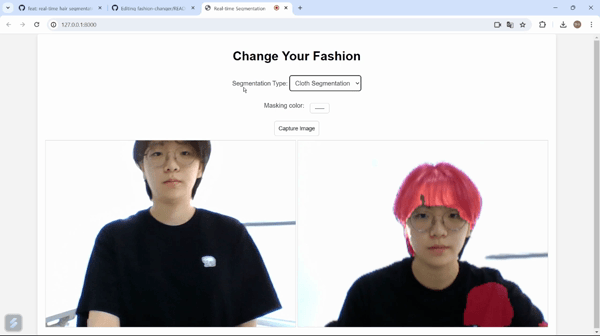 feat: real-time hair segmentat
Editing fashion-changer/READ
Real-time Segmentation
127.0.0.1:8000
Change Your Fashion
Segmentation Type: Cloth Segmentation
Masking color:
Capture Image